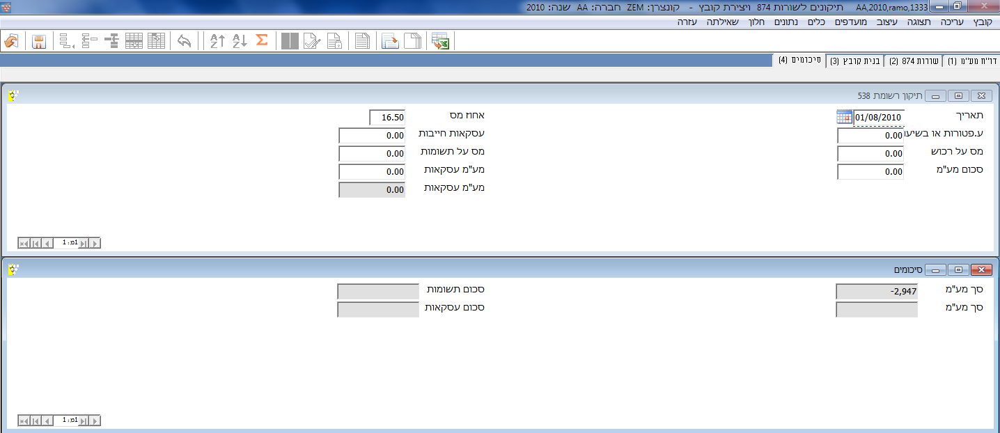 AA,2010,ramo,1333 תיקונים לשורות 874 ויצירת קובץ - קונצרן: ZEM חברה: AA שנה: 2010
קובץ עריכה תצוגה עיצוב מועדפים כלים נתונים חלון שאילתה עזרה
דו"ח מע"מ (1) שורות 874 (2) בנית קובץ (3) סיכומים (4)
תיקון רשומת 538
תאריך 01/08/2010 אחוז מס 16.50
ע.פטורות או בשיעו 0.00 עסקאות חייבות 0.00
מס על רכוש 0.00 מס על תשומות 0.00
סכום מע"מ 0.00 מע"מ עסקאות 0.00
מע"מ עסקאות 0.00
1מ: 1
סיכומים
סך מע"מ -2,947 סכום תשומות
סך מע"מ סכום עסקאות
1מ: 1